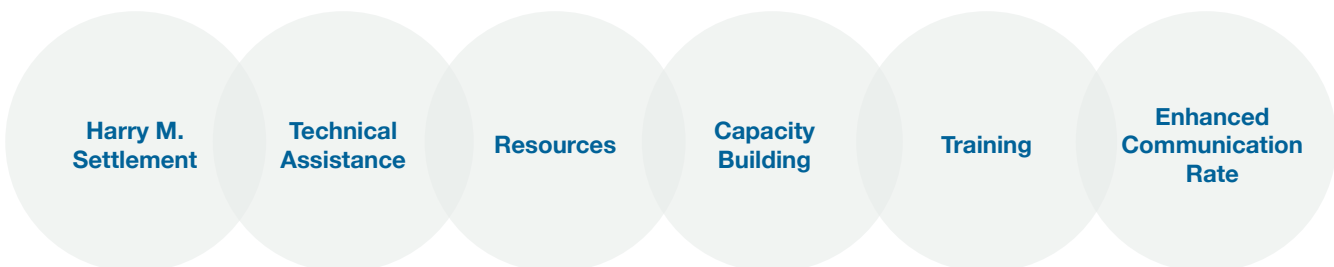 Harry M.
Settlement
Technical
Assistance
Resources
Capacity
Building
Training
Enhanced
Communication
Rate